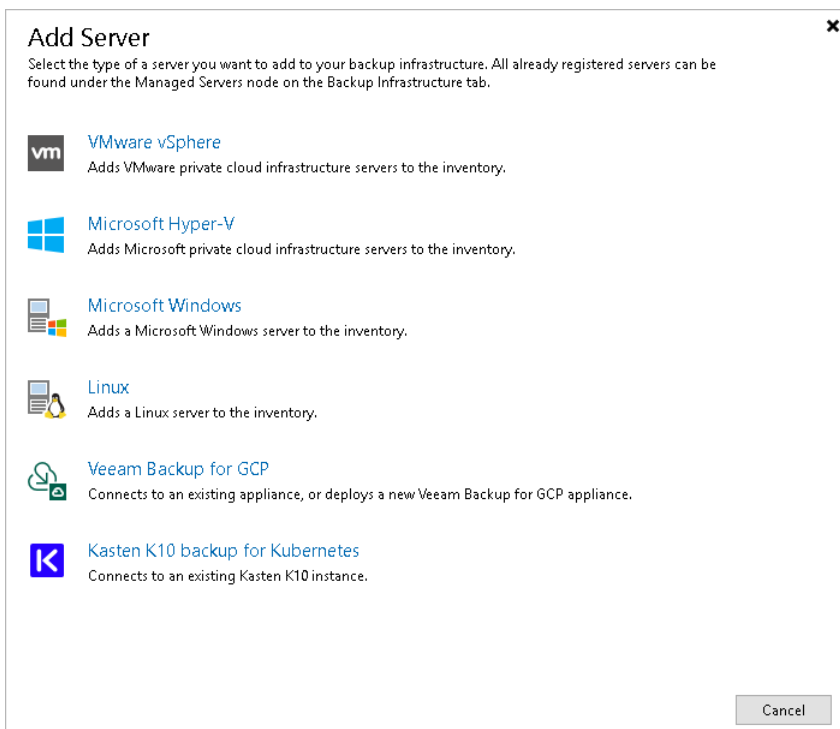 Add Server
Select the type of a server you want to add to your backup infrastructure. All already registered servers can be
found under the Managed Servers node on the Backup Infrastructure tab.
vm
VMware vSphere
Adds VMware private cloud infrastructure servers to the inventory.
Microsoft Hyper-V
Adds Microsoft private cloud infrastructure servers to the inventory.
Microsoft Windows
Adds a Microsoft Windows server to the inventory.
Linux
Adds a Linux server to the inventory.
Veeam Backup for GCP
Connects to an existing appliance, or deploys a new Veeam Backup for GCP appliance.
K
Kasten K10 backup for Kubernetes
Connects to an existing Kasten K10 instance.
Cancel